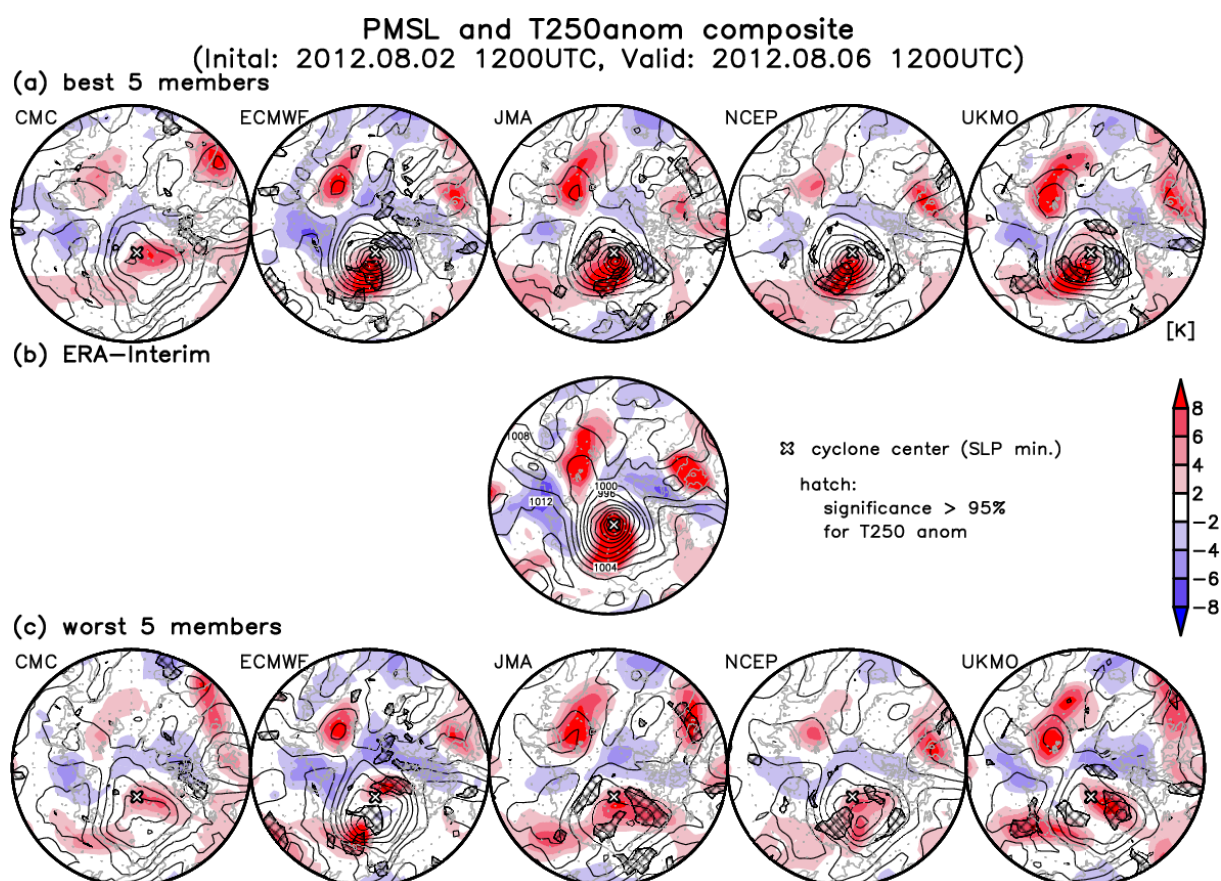 PMSL and T250anom composite
(Inital: 2012.08.02 1200UTC, Valid: 2012.08.06 1200UTC)
(a) best 5 members
CMC ECMWF JMA NCEP UKMO
[K]
(b) ERA-Interim
1008
1012
1000
996
1004
cyclone center (SLP min.)
hatch:
significance > 95%
for T250 anom
8
6
4
2
-2
-4
-6
-8
(c) worst 5 members
CMC ECMWF JMA NCEP UKMO